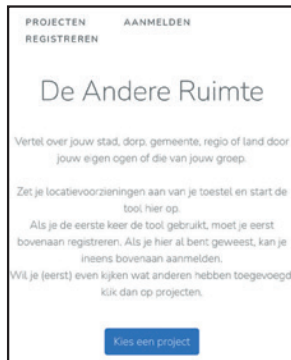 PROJECTEN AANMELDEN
REGISTREREN
De Andere Ruimte
Vertel over jouw stad, dorp, gemeente, regio of land door
jouw eigen ogen of die van jouw groep.
Zet je locatievoorzieningen aan van je toestel en start de
tool hier op.
Als je de eerste keer de tool gebruikt, moet je eerst
bovenaan registreren. Als je hier al bent geweest, kan je
ineens bovenaan aanmelden.
Wil je (eerst) even kijken wat anderen hebben toegevoegd
klik dan op projecten.
Kies een project